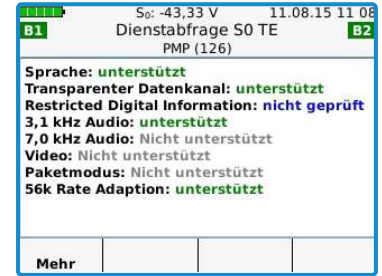 S₀: -43,33 V 11.08.15 11 08
B1 Dienstabfrage S0 TE B2
PMP (126)
Sprache: unterstützt
Transparenter Datenkanal: unterstützt
Restricted Digital Information: nicht geprüft
3,1 kHz Audio: unterstützt
7,0 kHz Audio: Nicht unterstützt
Video: Nicht unterstützt
Paketmodus: Nicht unterstützt
56k Rate Adaption: unterstützt
Mehr